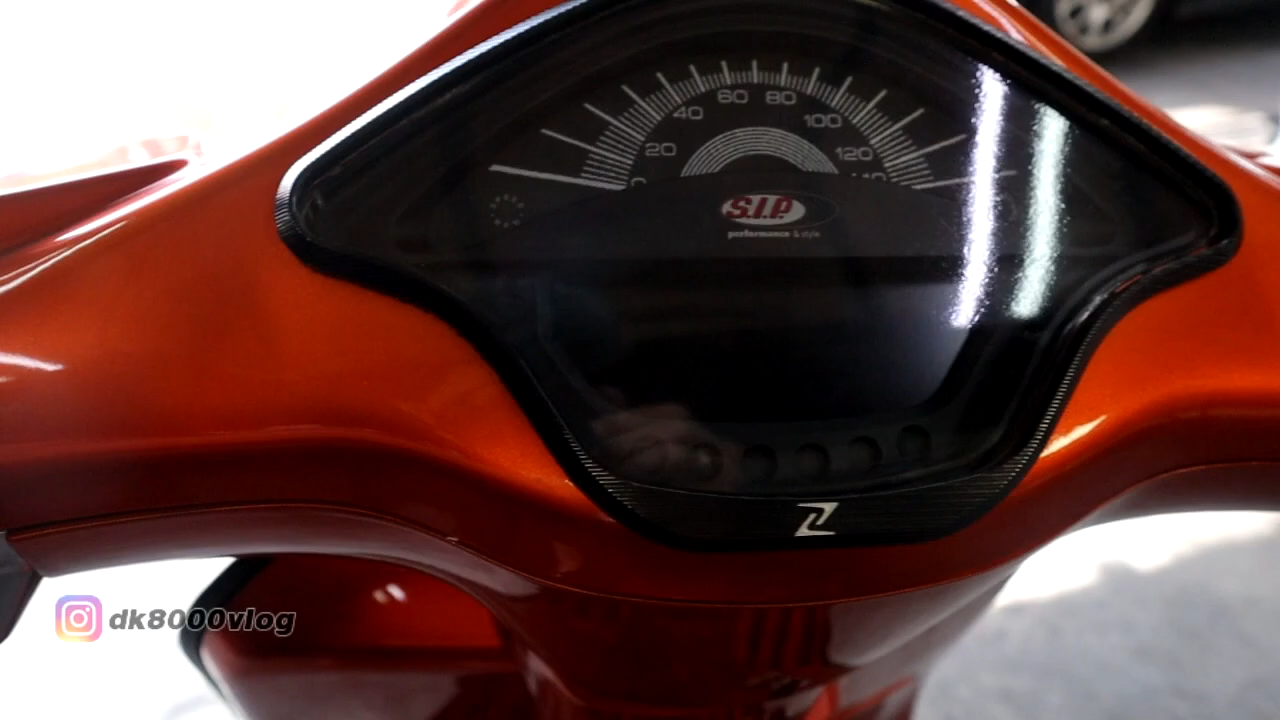 60 80
40 100
20 120
S.I.P.
performance & style
dk8000vlog